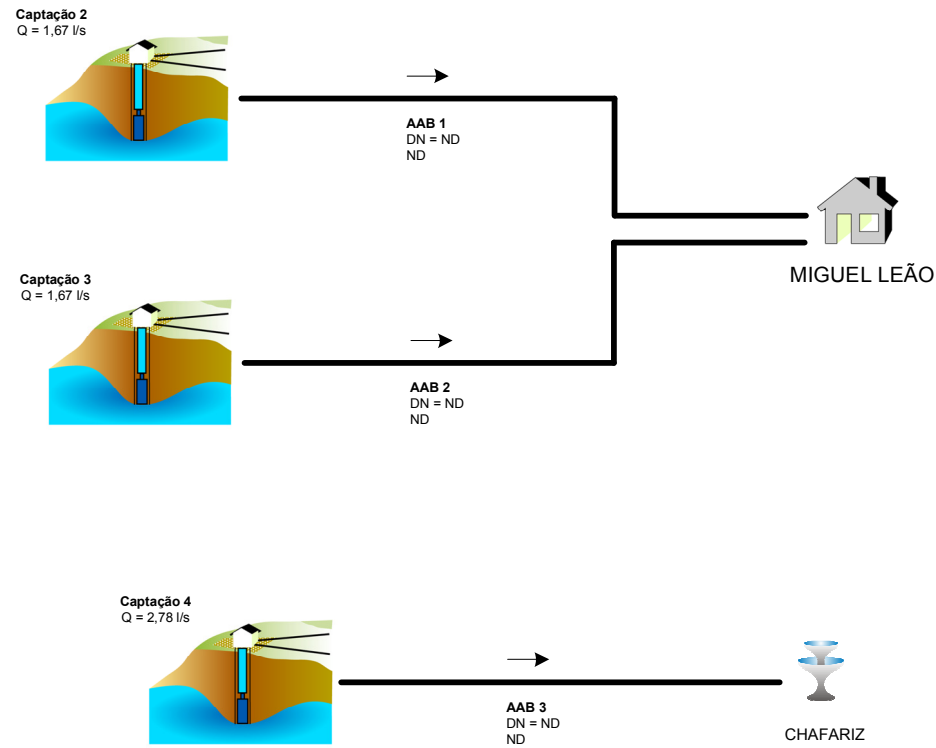 Captação 2
Q = 1,67 l/s
AAB 1
DN = ND
ND
MIGUEL LEÃO
Captação 3
Q = 1,67 l/s
AAB 2
DN = ND
ND
Captação 4
Q = 2,78 l/s
AAB 3
DN = ND
ND
CHAFARIZ